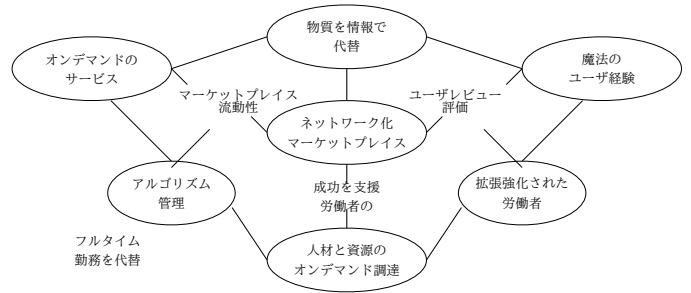 物質を情報で
代替
オンデマンドの
サービス
魔法の
ユーザ経験
マーケットプレイス
流動性
ユーザレビュー
評価
ネットワーク化
マーケットプレイス
アルゴリズム
管理
成功を支援
労働者の
拡張強化された
労働者
フルタイム
勤務を代替
人材と資源の
オンデマンド調達